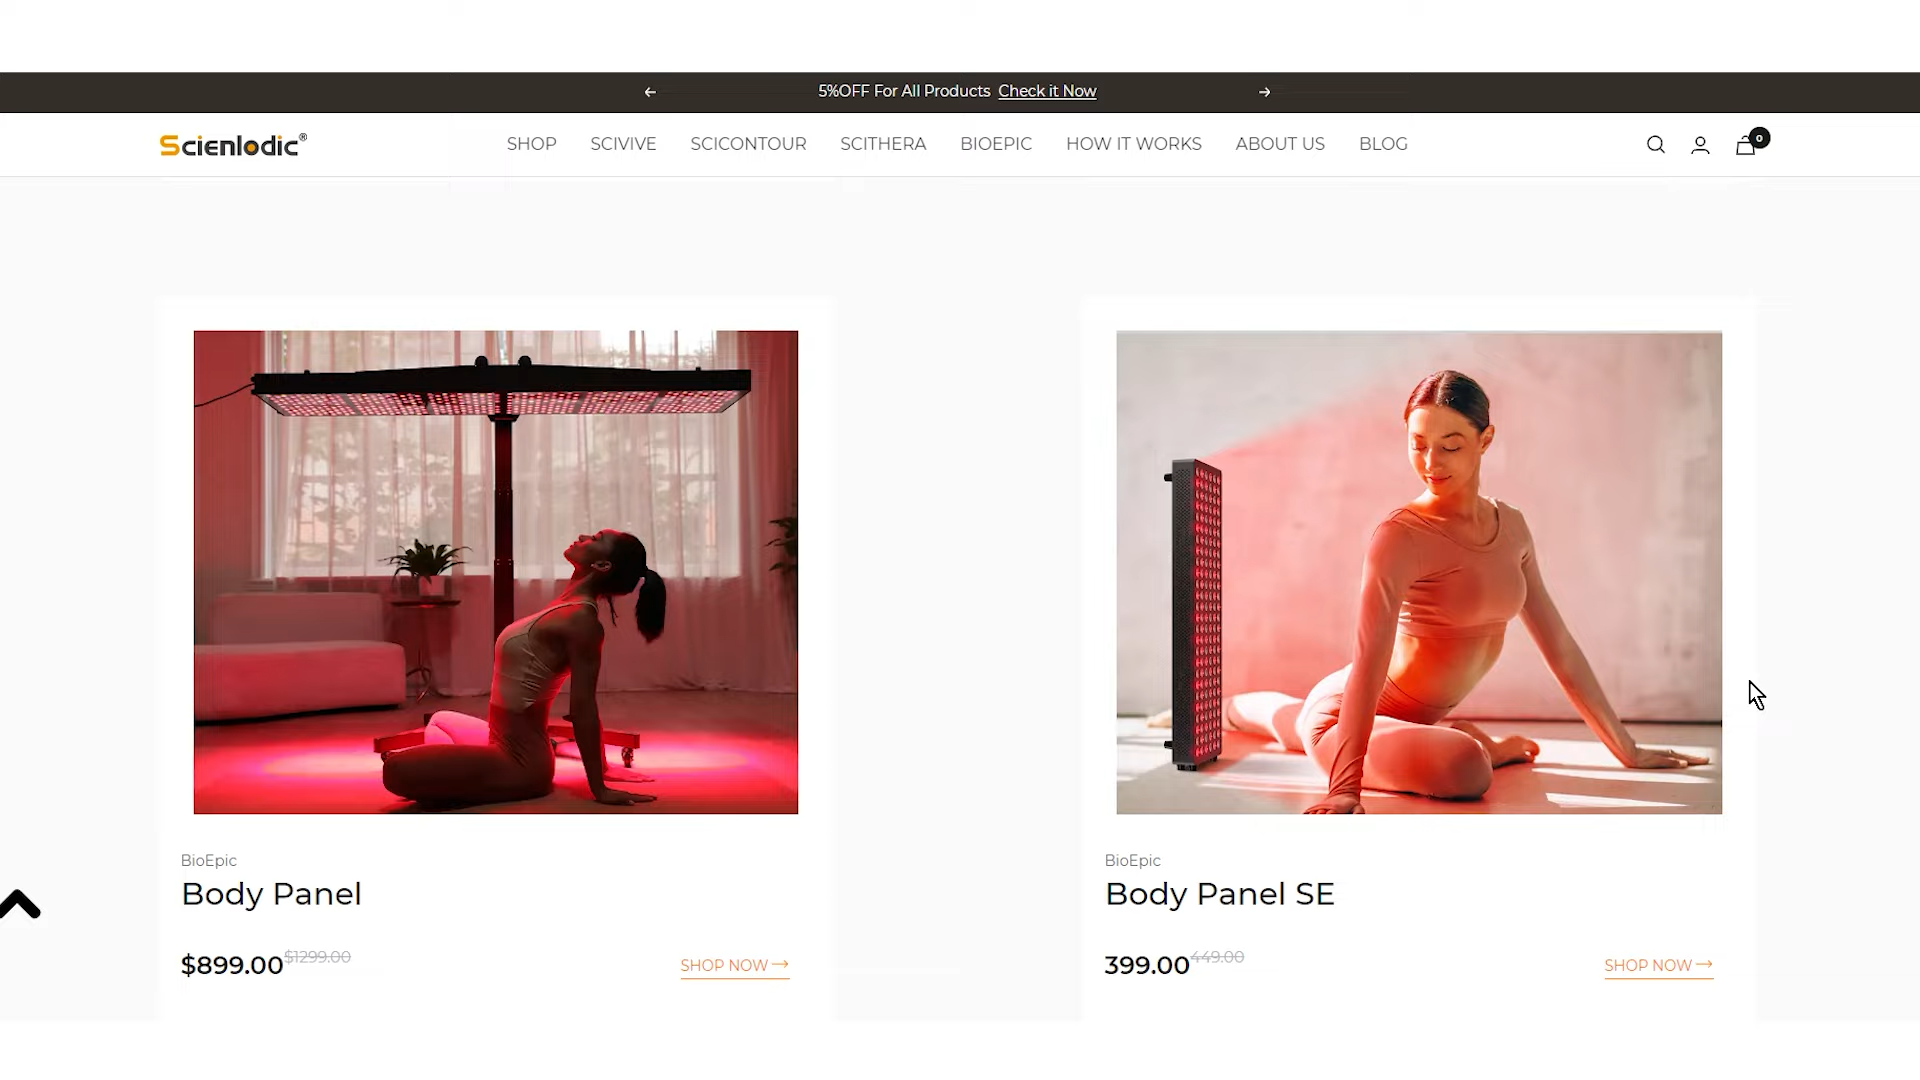 5%OFF For All Products Check it Now
Scienlodic®
SHOP SCIVIVE SCICONTOUR SCITHERA BIOEPIC HOW IT WORKS ABOUT US BLOG
0
BioEpic
Body Panel
$899.00 $1299.00
SHOP NOW
BioEpic
Body Panel SE
399.00 449.00
SHOP NOW